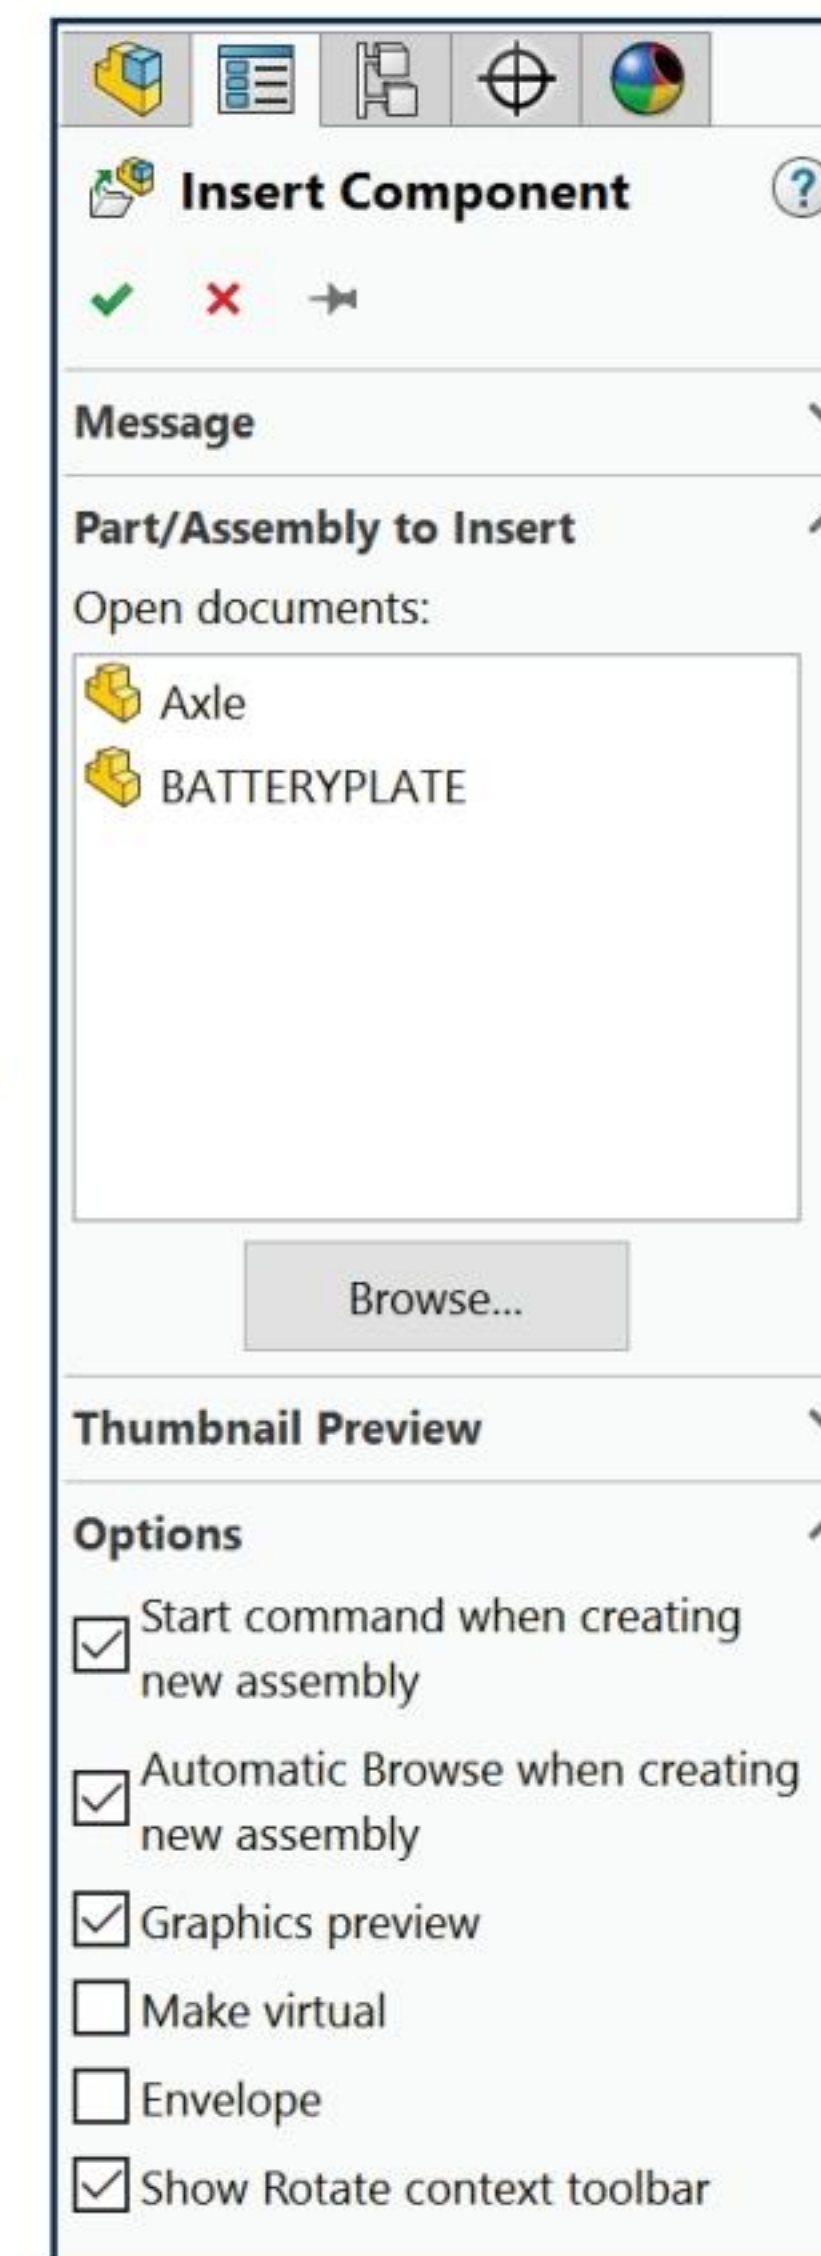 Insert Component
?
Message
Part/Assembly to Insert
Open documents:
Axle
BATTERYPLATE
Browse...
Thumbnail Preview
Options
Start command when creating
new assembly
Automatic Browse when creating
new assembly
Graphics preview
Make virtual
Envelope
Show Rotate context toolbar